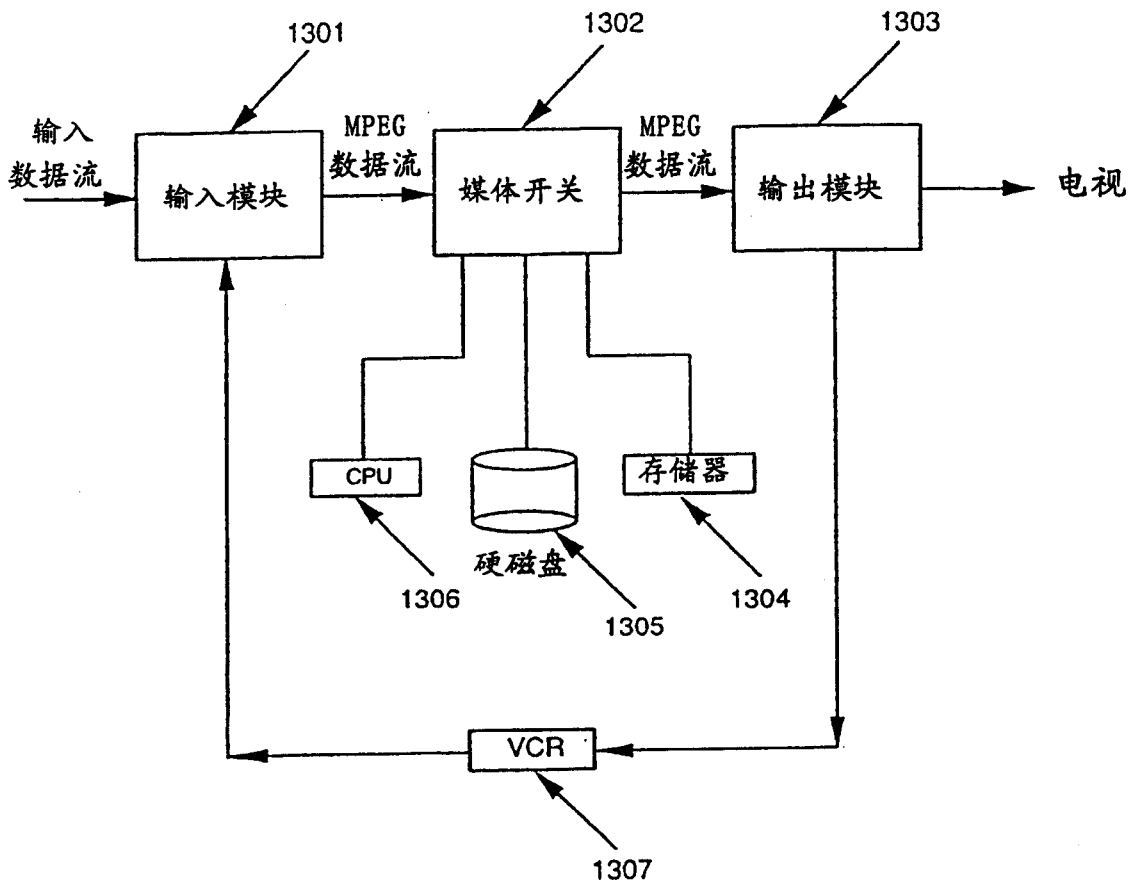 1301
1302
1303
输入
数据流
输入模块
MPEG
数据流
媒体开关
MPEG
数据流
输出模块
电视
CPU
硬磁盘
存储器
1306
1305
1304
VCR
1307